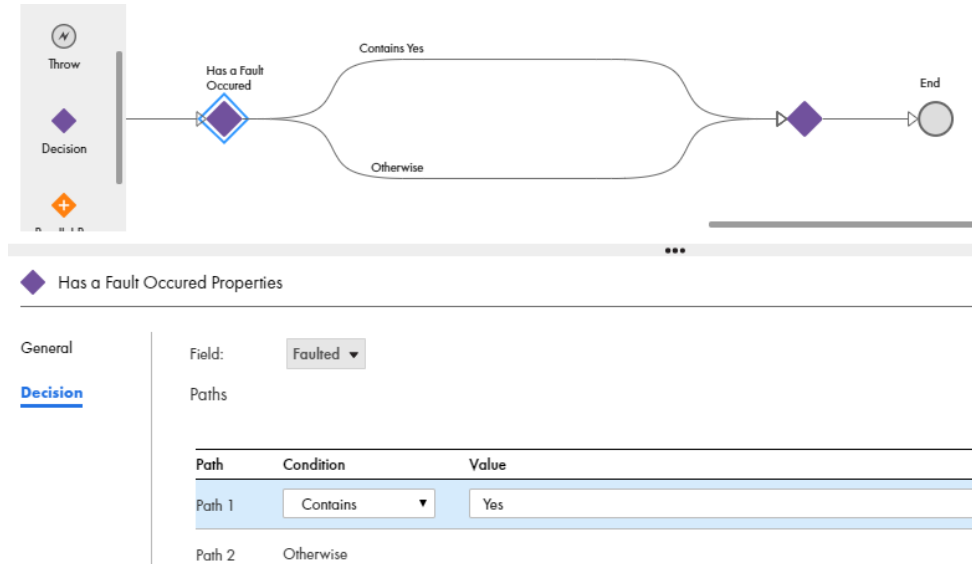 Throw
Decision
Has a Fault
Occured
Contains Yes
Otherwise
End
Has a Fault Occured Properties
General
Decision
Field:
Faulted
Paths
Path Condition Value
Path 1 Contains Yes
Path 2 Otherwise